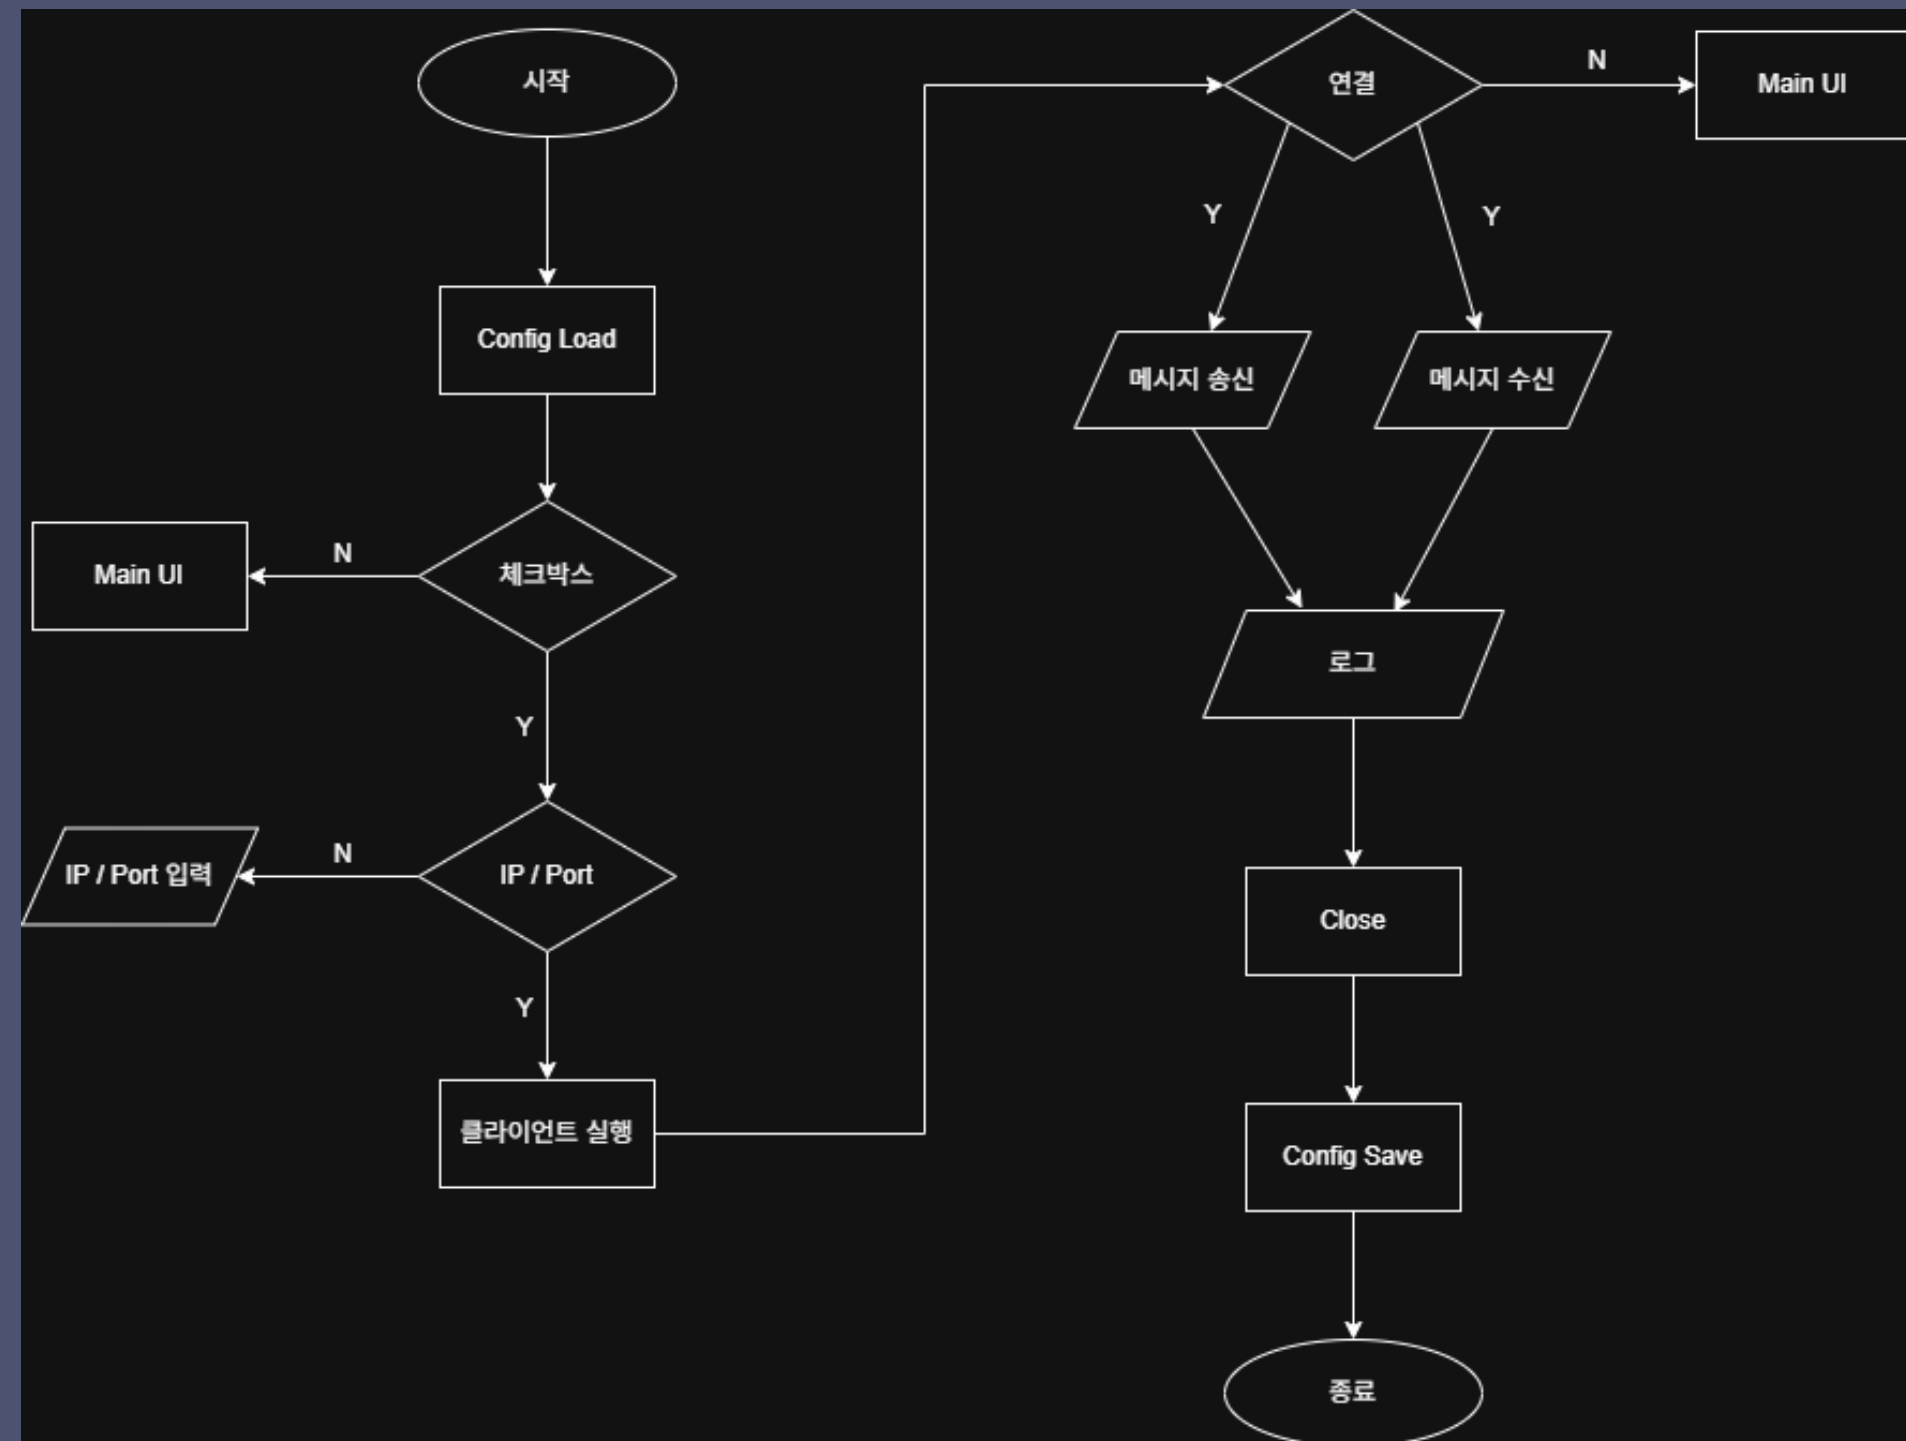 시작
Config Load
체크박스
N
Main UI
Y
IP / Port
N
IP / Port 입력
Y
클라이언트 실행
연결
N
Main UI
Y
Y
메시지 송신
메시지 수신
로그
Close
Config Save
종료